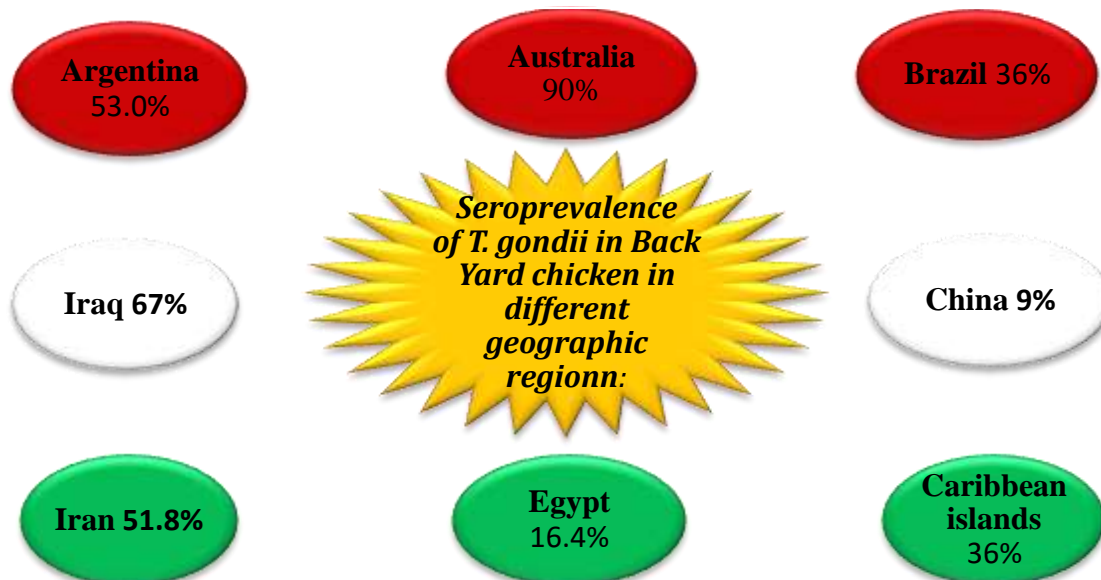 Argentina
53.0%
Australia
90%
Brazil 36%
Seroprevalence
of T. gondii in Back
Yard chicken in
different
geographic
regionn:
Iraq 67%
China 9%
Iran 51.8%
Egypt
16.4%
Caribbean
islands
36%